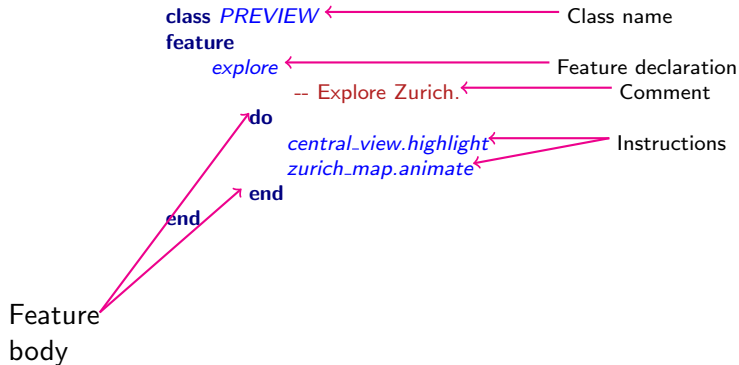 class PREVIEW Class name
feature
explore Feature declaration
-- Explore Zurich. Comment
do
central_view.highlight Instructions
zurich_map.animate
end
end
Feature
body